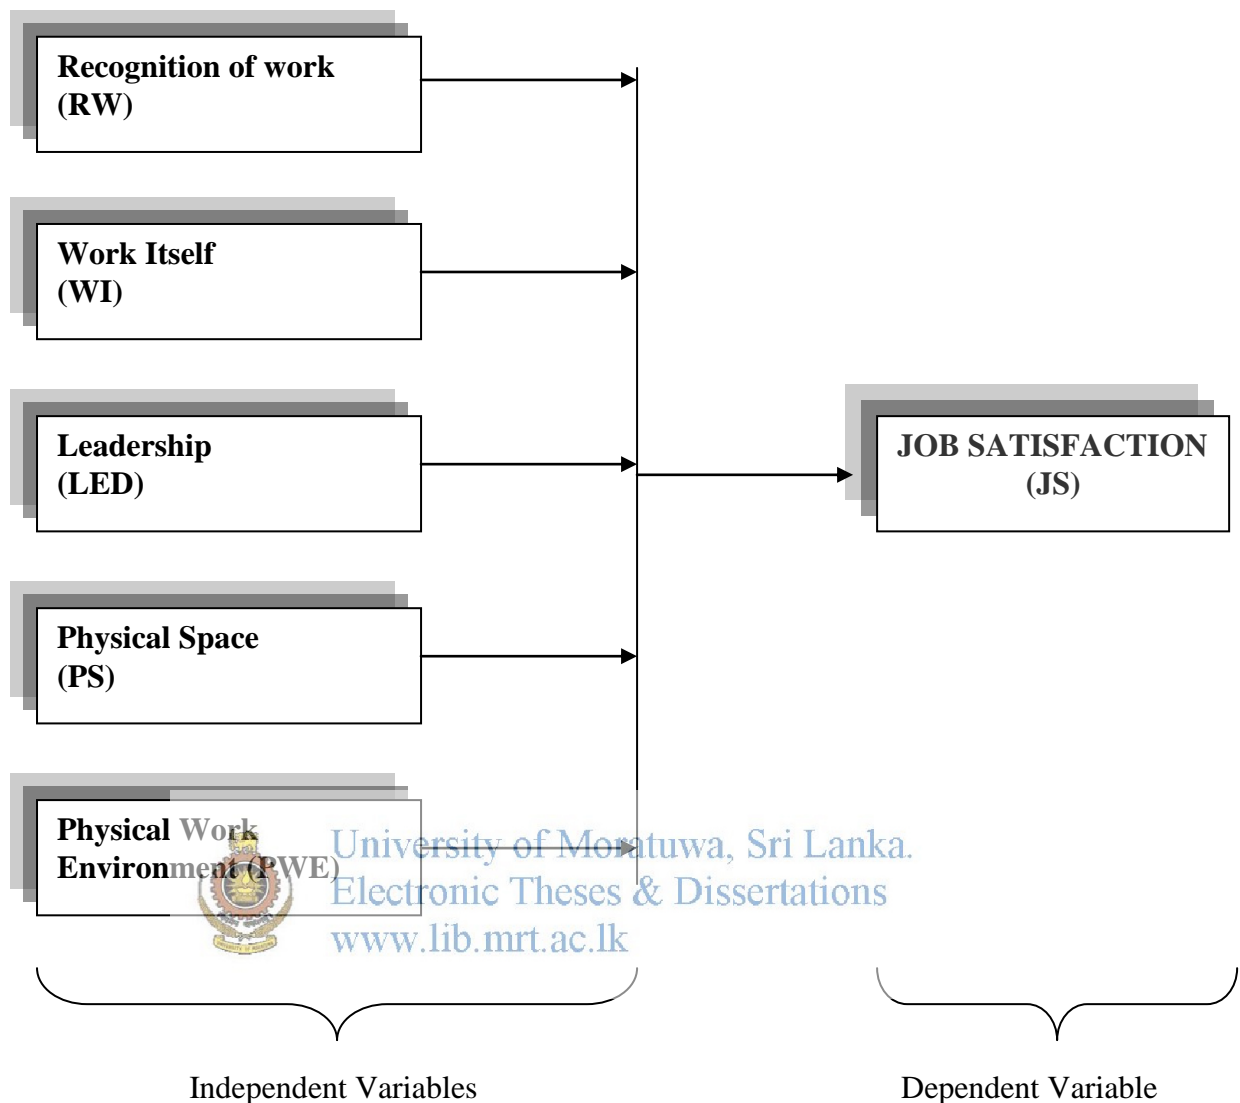 Recognition of work
(RW)
Work Itself
(WI)
Leadership
(LED)
JOB SATISFACTION
(JS)
Physical Space
(PS)
Physical Work
Environment (PWE)
University of Moratuwa, Sri Lanka.
Electronic Theses & Dissertations
www.lib.mrt.ac.lk
Independent Variables
Dependent Variable